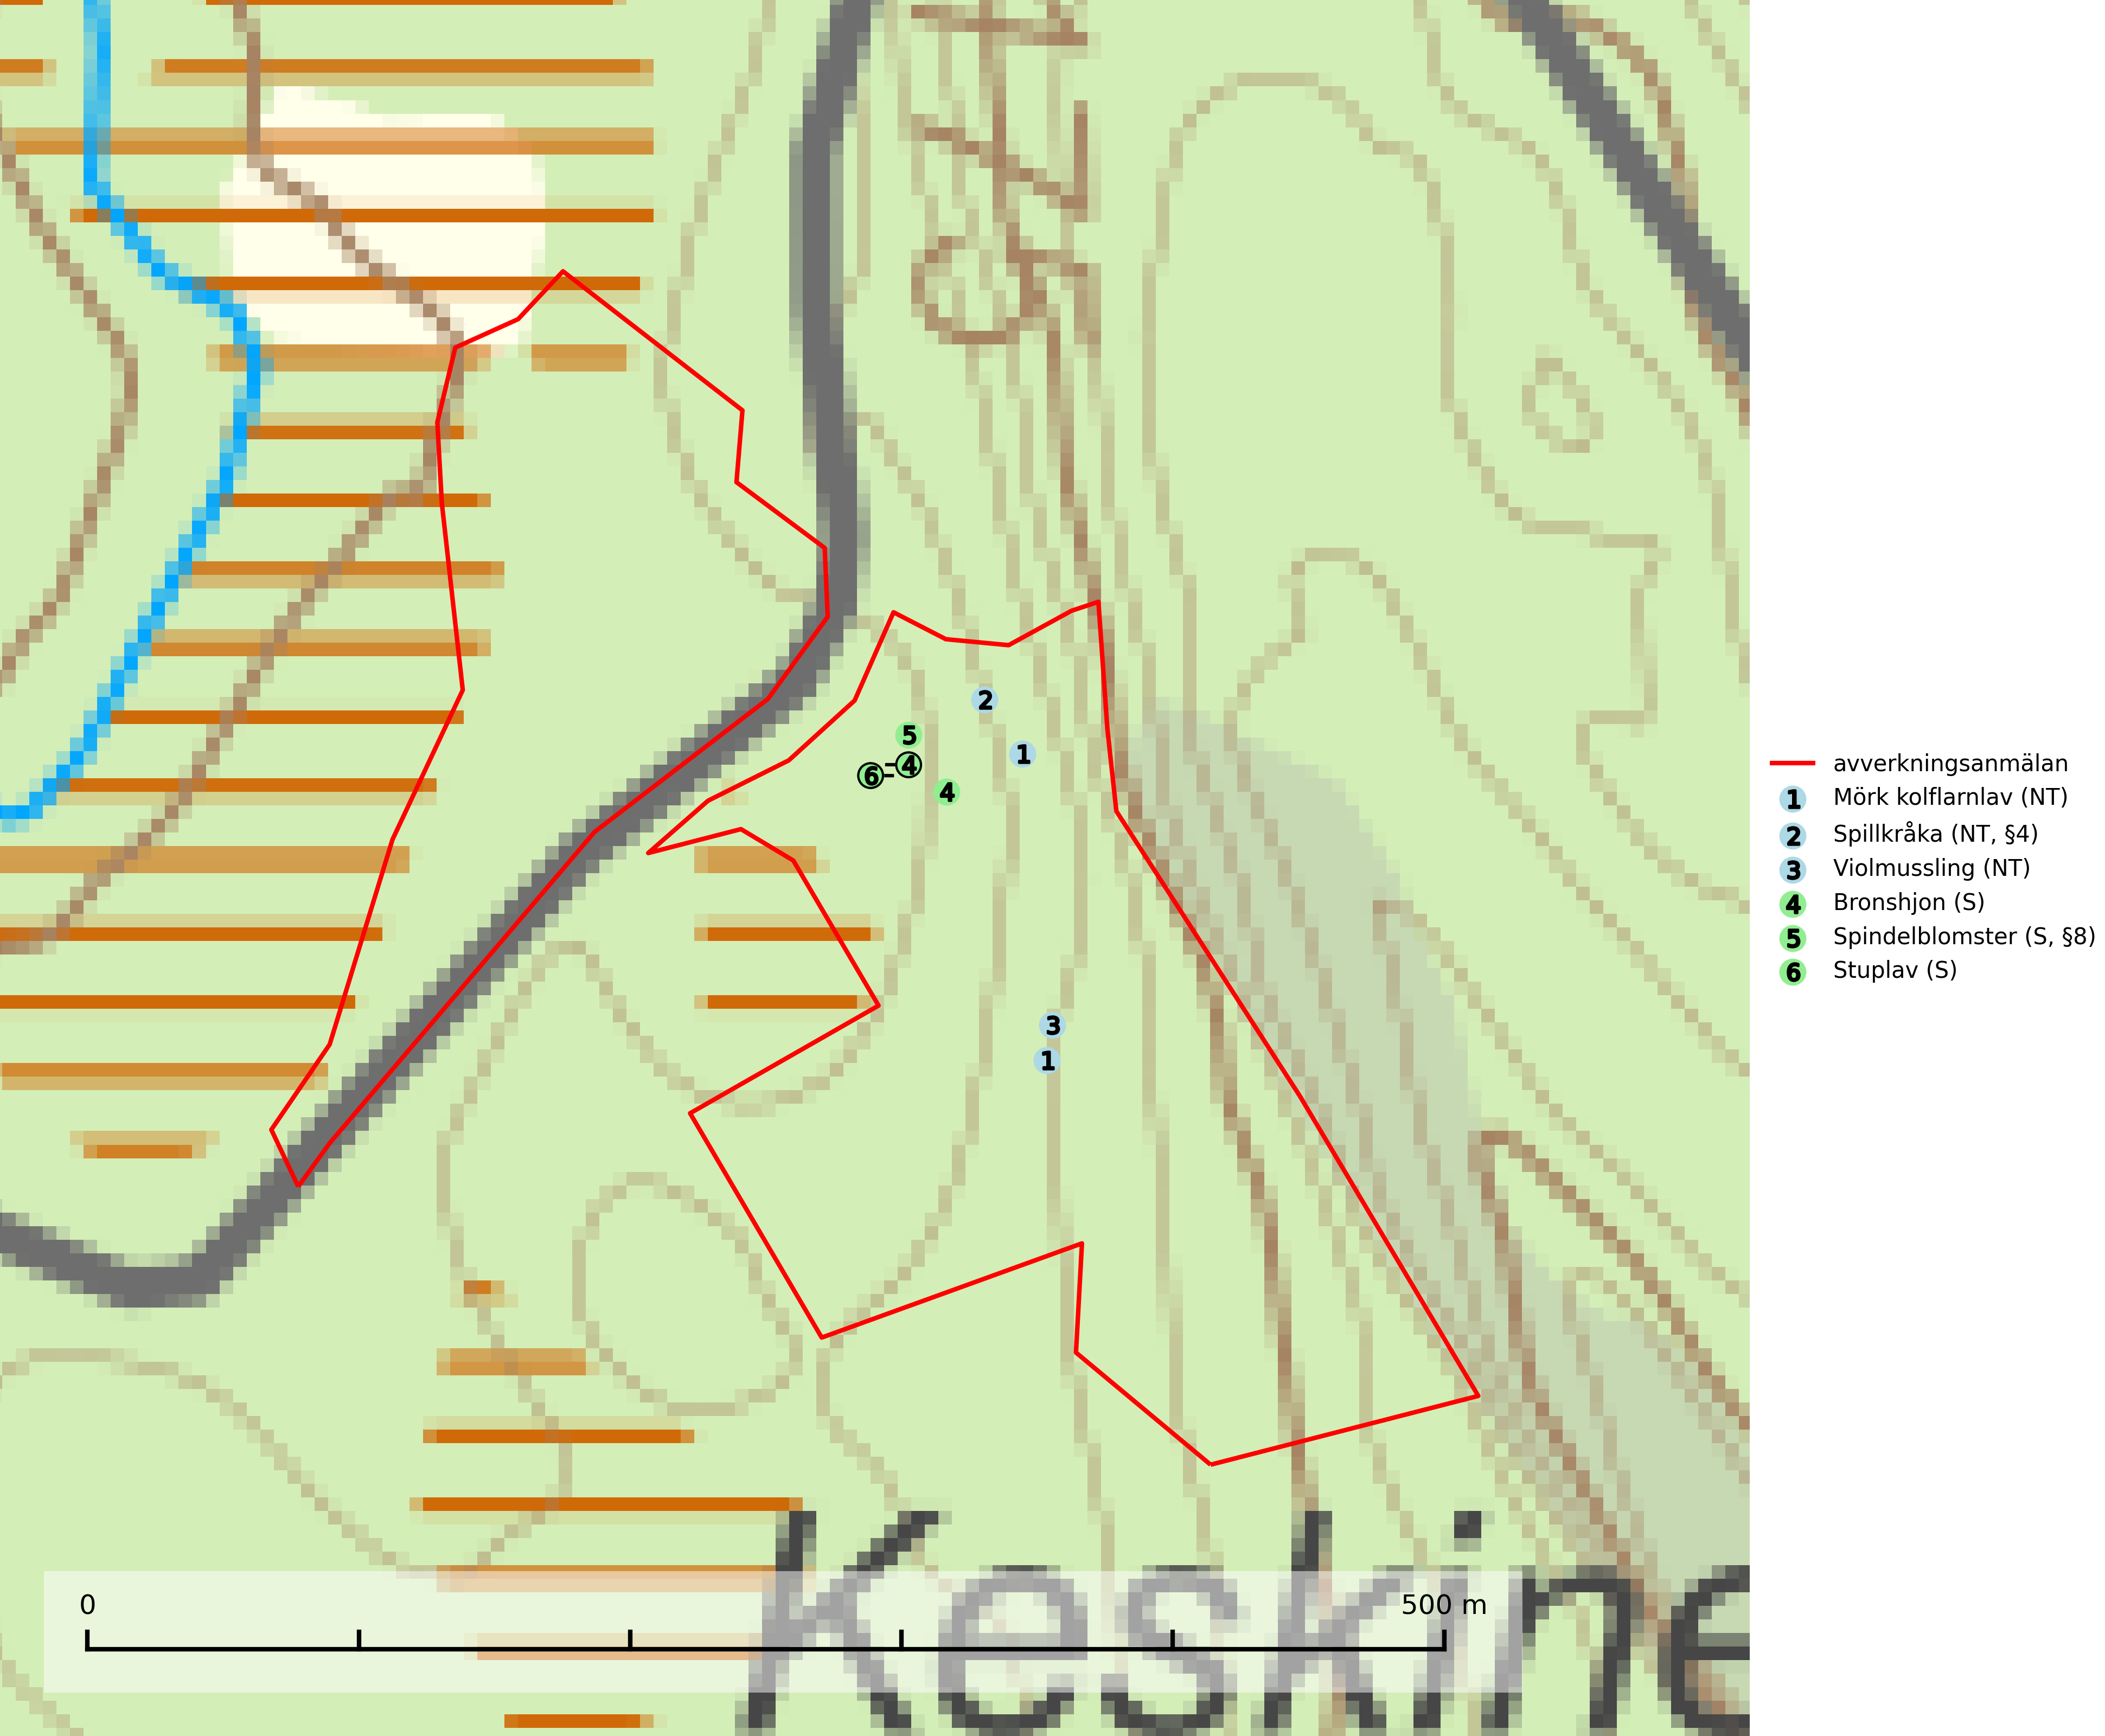 2
5
1
6
4
4
3
1
avverkningsanmälan
1 Mörk kolflarnlav (NT)
2 Spillkråka (NT, §4)
3 Violmussling (NT)
4 Bronshjon (S)
5 Spindelblomster (S, §8)
6 Stuplav (S)
Keskine
0 500 m